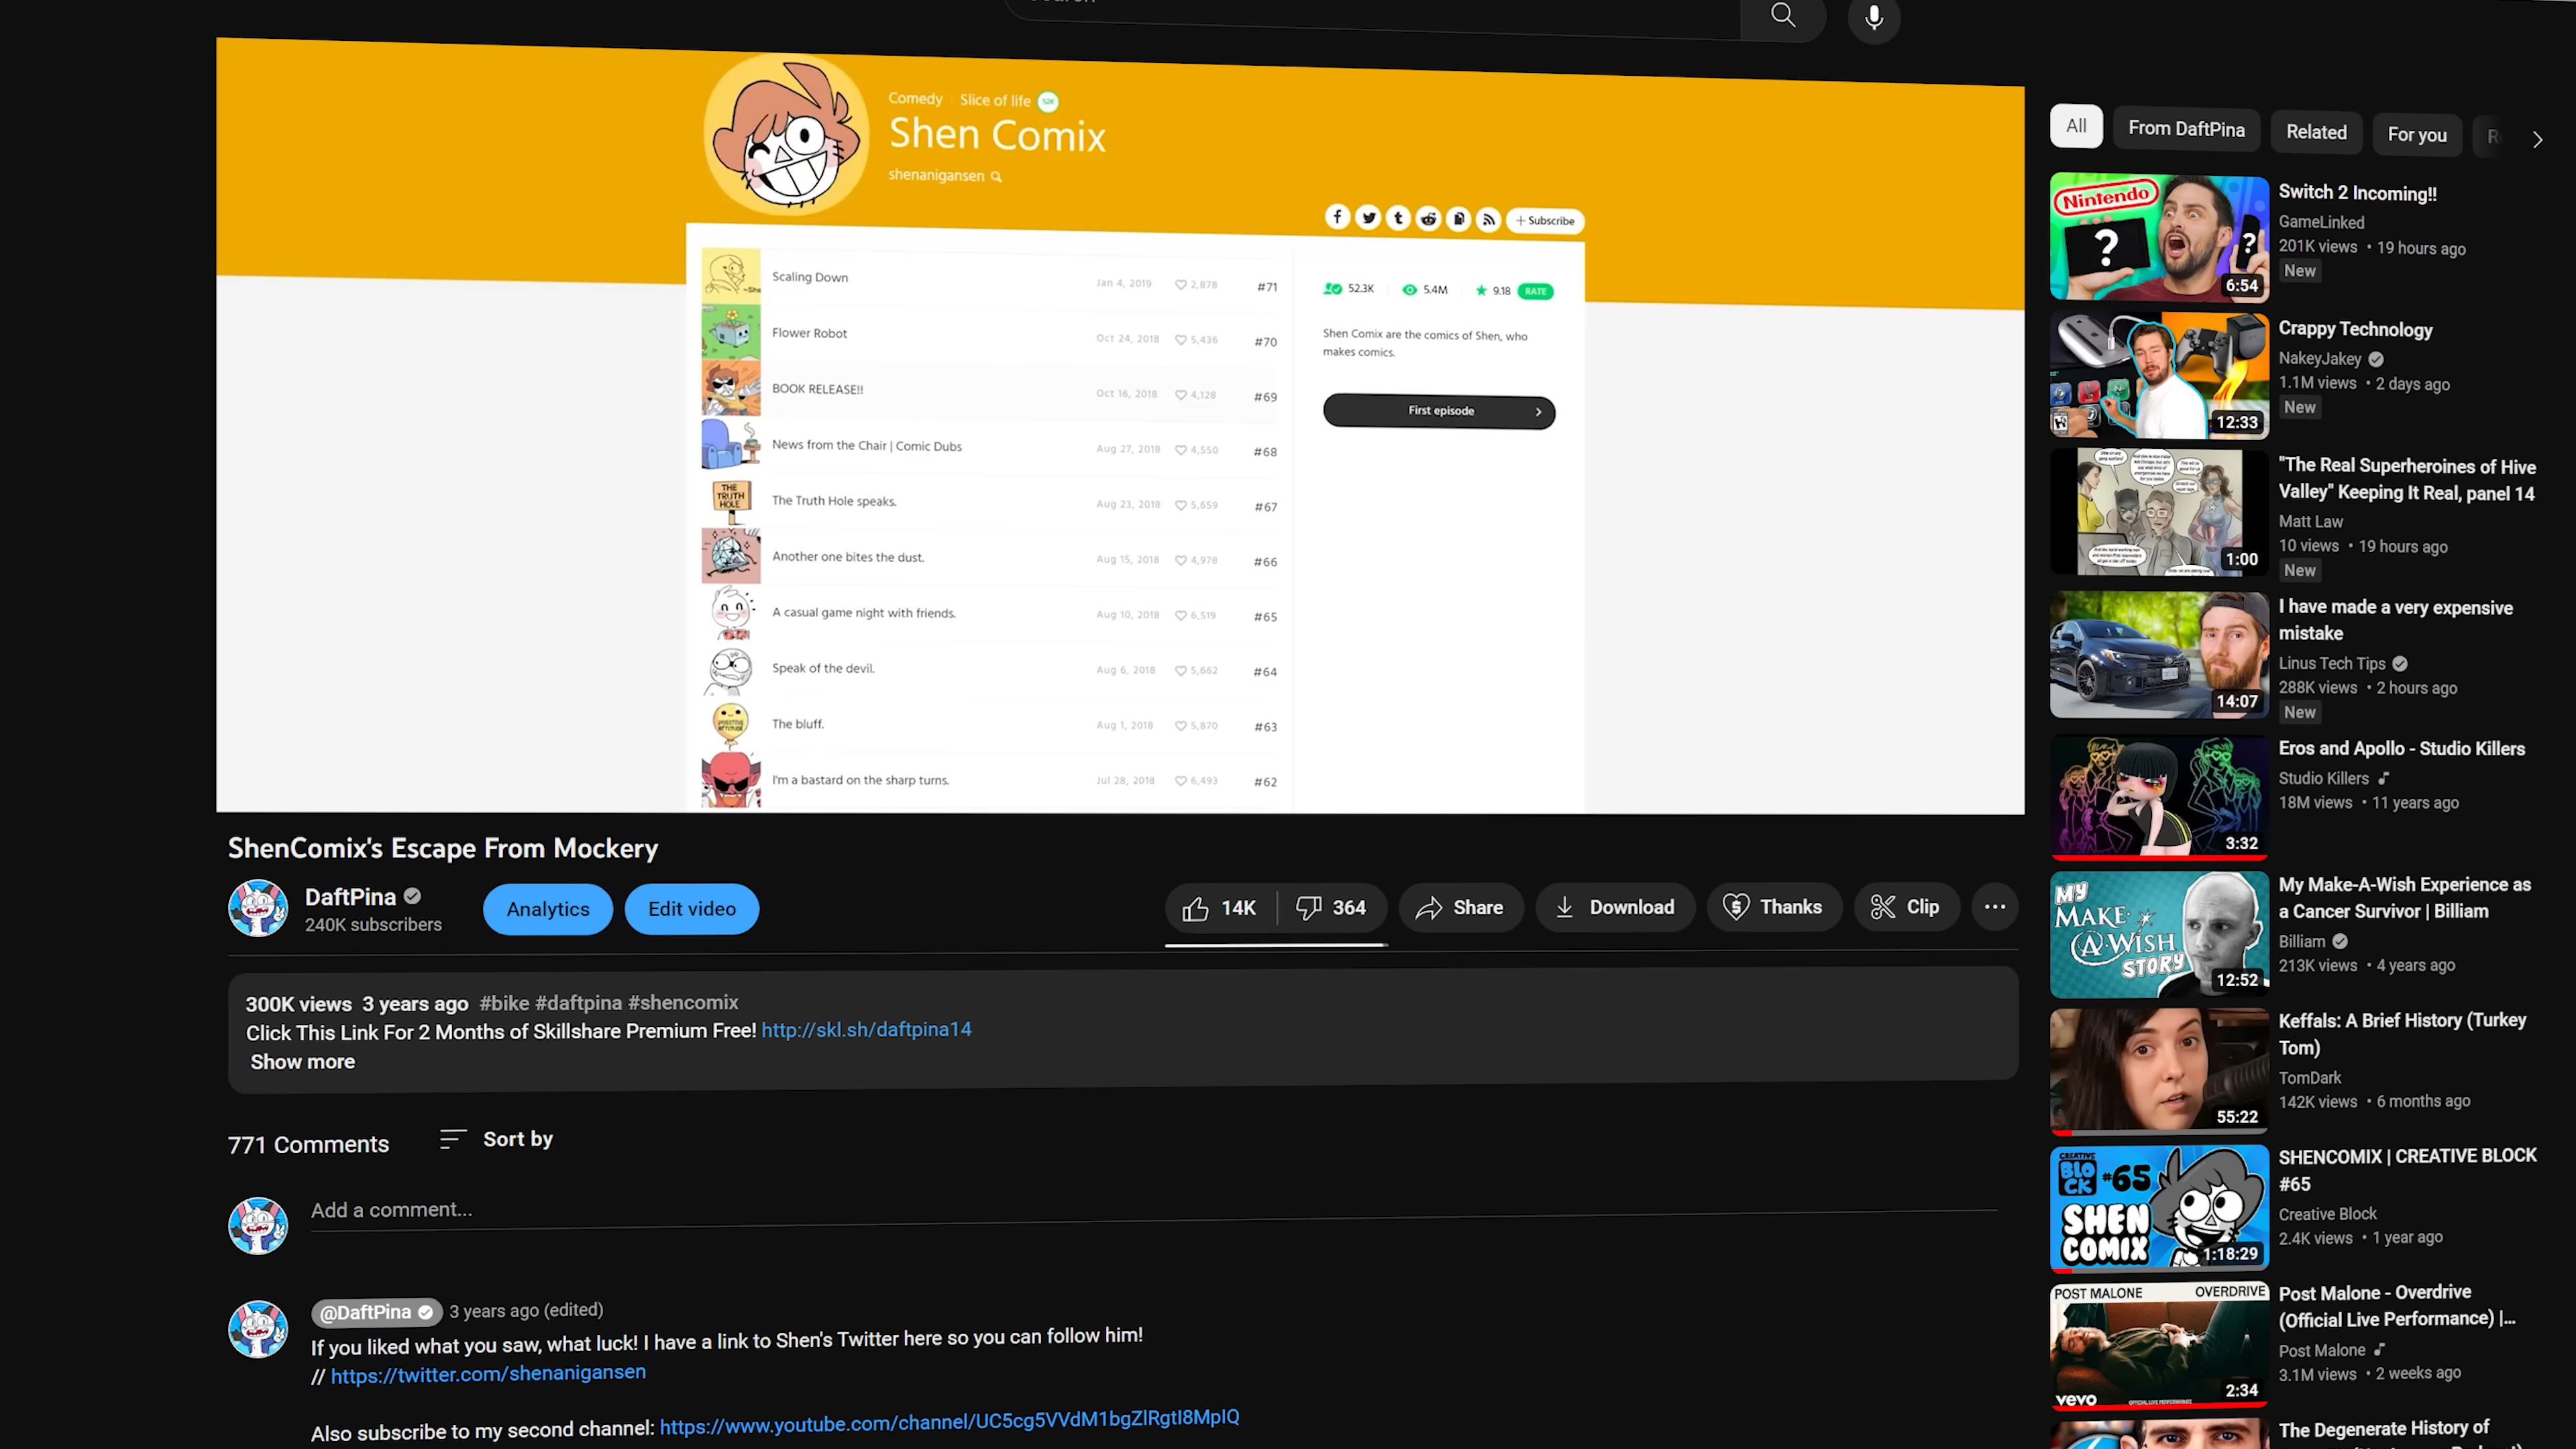 Comedy Slice of life 52K
Shen Comix
shenanigansen
+ Subscribe
Scaling Down Jan 4, 2019 2,878 #71
Flower Robot Oct 24, 2018 5,436 #70
BOOK RELEASE!! Oct 16, 2018 4,128 #69
News from the Chair | Comic Dubs Aug 27, 2018 4,550 #68
THE
TRUTH
HOLE
The Truth Hole speaks. Aug 23, 2018 5,659 #67
Another one bites the dust. Aug 15, 2018 4,978 #66
A casual game night with friends. Aug 10, 2018 6,519 #65
Speak of the devil. Aug 6, 2018 5,662 #64
POSITIVE
ATTITUDE
The bluff. Aug 1, 2018 5,870 #63
I'm a bastard on the sharp turns. Jul 28, 2018 6,493 #62
52.3K 5.4M 9.18 RATE
Shen Comix are the comics of Shen, who
makes comics.
First episode
ShenComix's Escape From Mockery
DaftPina
240K subscribers
Analytics
Edit video
14K 364 Share Download Thanks Clip
300K views 3 years ago #bike #daftpina #shencomix
Click This Link For 2 Months of Skillshare Premium Free! http://skl.sh/daftpina14
Show more
771 Comments Sort by
Add a comment...
@DaftPina 3 years ago (edited)
If you liked what you saw, what luck! I have a link to Shen's Twitter here so you can follow him!
// https://twitter.com/shenanigansen
Also subscribe to my second channel: https://www.youtube.com/channel/UC5cg5VVdM1bgZIRgtI8MpIQ
All From DaftPina Related For you
Nintendo
? ?
6:54
Switch 2 Incoming!!
GameLinked
201K views • 19 hours ago
New
12:33
Crappy Technology
NakeyJakey
1.1M views • 2 days ago
New
1:00
"The Real Superheroines of Hive
Valley" Keeping It Real, panel 14
Matt Law
10 views • 19 hours ago
New
14:07
I have made a very expensive
mistake
Linus Tech Tips
288K views • 2 hours ago
New
3:32
Eros and Apollo - Studio Killers
Studio Killers
18M views • 11 years ago
MY
MAKE-
A-WISH
STORY
12:52
My Make-A-Wish Experience as
a Cancer Survivor | Billiam
Billiam
213K views • 4 years ago
55:22
Keffals: A Brief History (Turkey
Tom)
TomDark
142K views • 6 months ago
CREATIVE
BLOCK
#65
SHEN
COMIX
1:18:29
SHENCOMIX | CREATIVE BLOCK
#65
Creative Block
2.4K views • 1 year ago
POST MALONE OVERDRIVE
vevo
OFFICIAL LIVE PERFORMANCE
2:34
Post Malone - Overdrive
(Official Live Performance) |...
Post Malone
3.1M views • 2 weeks ago
The Degenerate History of